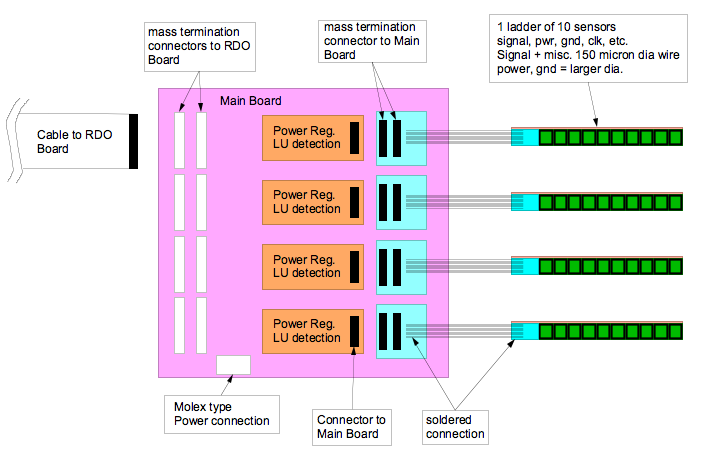 mass termination
connectors to RDO
Board
mass termination
connector to Main
Board
1 ladder of 10 sensors
signal, pwr, gnd, clk, etc.
Signal + misc. 150 micron dia wire
power, gnd = larger dia.
Main Board
Cable to RDO
Board
Power Reg.
LU detection
Power Reg.
LU detection
Power Reg.
LU detection
Power Reg.
LU detection
Molex type
Power connection
Connector to
Main Board
soldered
connection